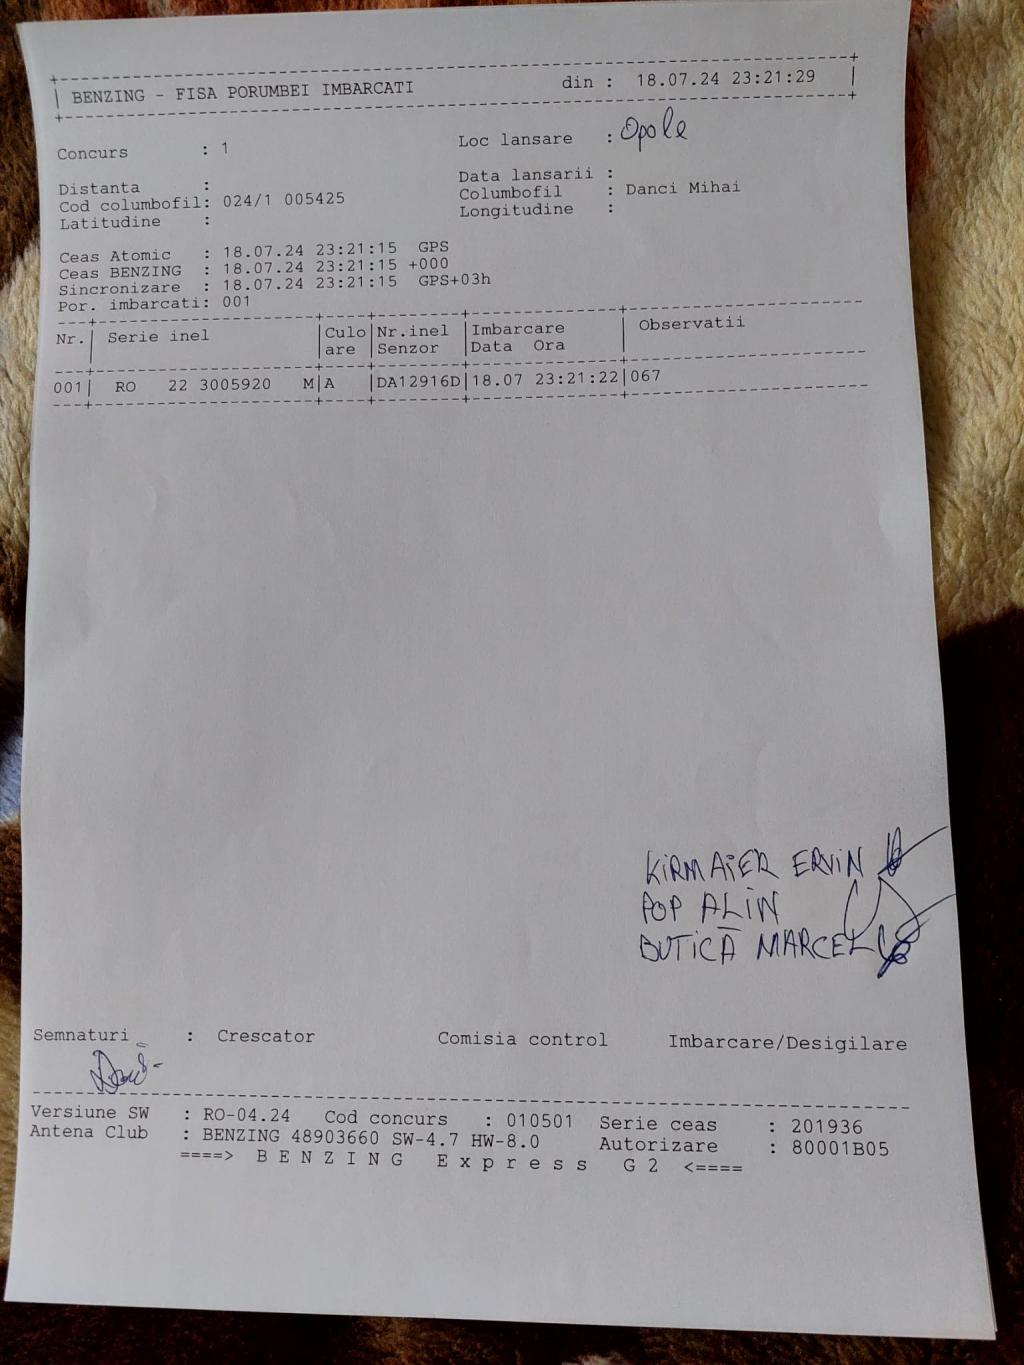 BENZING - FISA PORUMBEI IMBARCATI din : 18.07.24 23:21:29
Concurs : 1 Loc lansare : Opole
Distanta : Data lansarii :
Cod columbofil: 024/1 005425 Columbofil : Danci Mihai
Latitudine : Longitudine :
Ceas Atomic : 18.07.24 23:21:15 GPS
Ceas BENZING : 18.07.24 23:21:15 +000
Sincronizare : 18.07.24 23:21:15 GPS+03h
Por. imbarcati: 001
Nr. | Serie inel | Culo | Nr.inel | Imbarcare | Observatii
are | Senzor | Data Ora
001| RO 22 3005920 M|A |DA12916D|18.07 23:21:22|067
KIRMAIER ERVIN
POP ALIN
BUTICĂ MARCEL
Semnaturi : Crescator Comisia control Imbarcare/Desigilare
Versiune SW : RO-04.24 Cod concurs : 010501 Serie ceas : 201936
Antena Club : BENZING 48903660 SW-4.7 HW-8.0 Autorizare : 80001B05
====> B E N Z I N G E x p r e s s G 2 <====